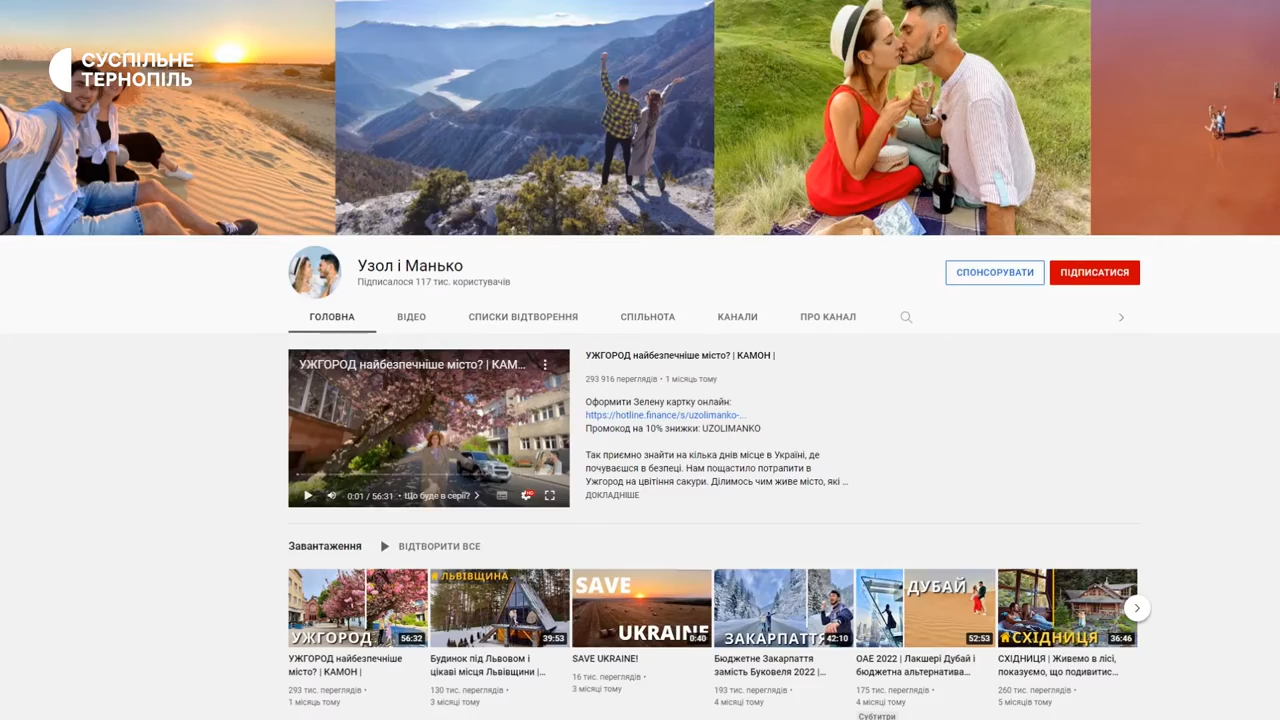 СУСПІЛЬНЕ
ТЕРНОПІЛЬ
Узол і Манько
Підписалося 117 тис. користувачів
СПОНСОРУВАТИ
ПІДПИСАТИСЯ
ГОЛОВНА
ВІДЕО
СПИСКИ ВІДТВОРЕННЯ
СПІЛЬНОТА
КАНАЛИ
ПРО КАНАЛ
УЖГОРОД найбезпечніше місто? | КАМ...
0:01 / 56:31 • Що буде в серії?
HD
УЖГОРОД найбезпечніше місто? | КАМОН |
293 916 переглядів • 1 місяць тому
Оформити Зелену картку онлайн:
https://hotline.finance/s/uzolimanko-...
Промокод на 10% знижки: UZOLIMANKO
Так приємно знайти на кілька днів місце в Україні, де
почуваєшся в безпеці. Нам пощастило потрапити в
Ужгород на цвітіння сакури. Ділимось чим живе місто, які ...
ДОКЛАДНІШЕ
Завантаження
ВІДТВОРИТИ ВСЕ
УЖГОРОД
56:32
УЖГОРОД найбезпечніше
місто? | КАМОН |
293 тис. переглядів •
1 місяць тому
ЛЬВІВЩИНА
39:53
Будинок під Львовом і
цікаві місця Львівщини |...
130 тис. переглядів •
3 місяці тому
SAVE
UKRAINE
0:40
SAVE UKRAINE!
16 тис. переглядів •
3 місяці тому
ЗАКАРПАТТЯ
42:10
Бюджетне Закарпаття
замість Буковеля 2022 |...
193 тис. переглядів •
4 місяці тому
ДУБАЙ
52:53
ОАЕ 2022 | Лакшері Дубай і
бюджетна альтернатива...
175 тис. переглядів •
4 місяці тому
Субтитри
СХІДНИЦЯ
36:46
СХІДНИЦЯ | Живемо в лісі,
показуємо, що подивитис...
260 тис. переглядів •
5 місяців тому